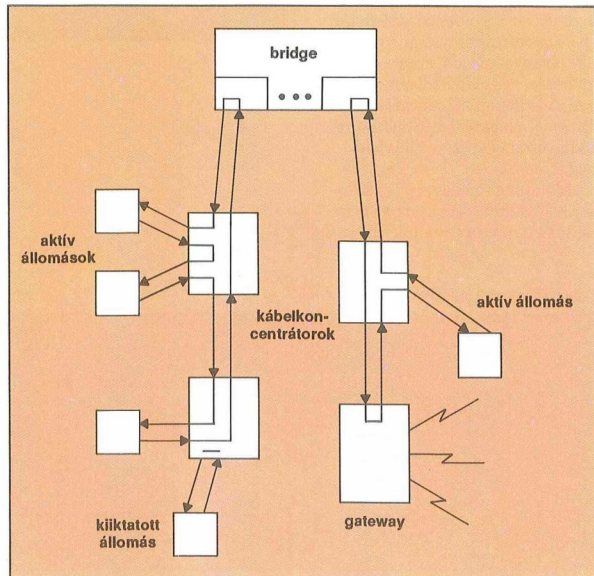 bridge
aktív
állomások
kábelkon-
centrátorok
aktív állomás
kiiktatott
állomás
gateway